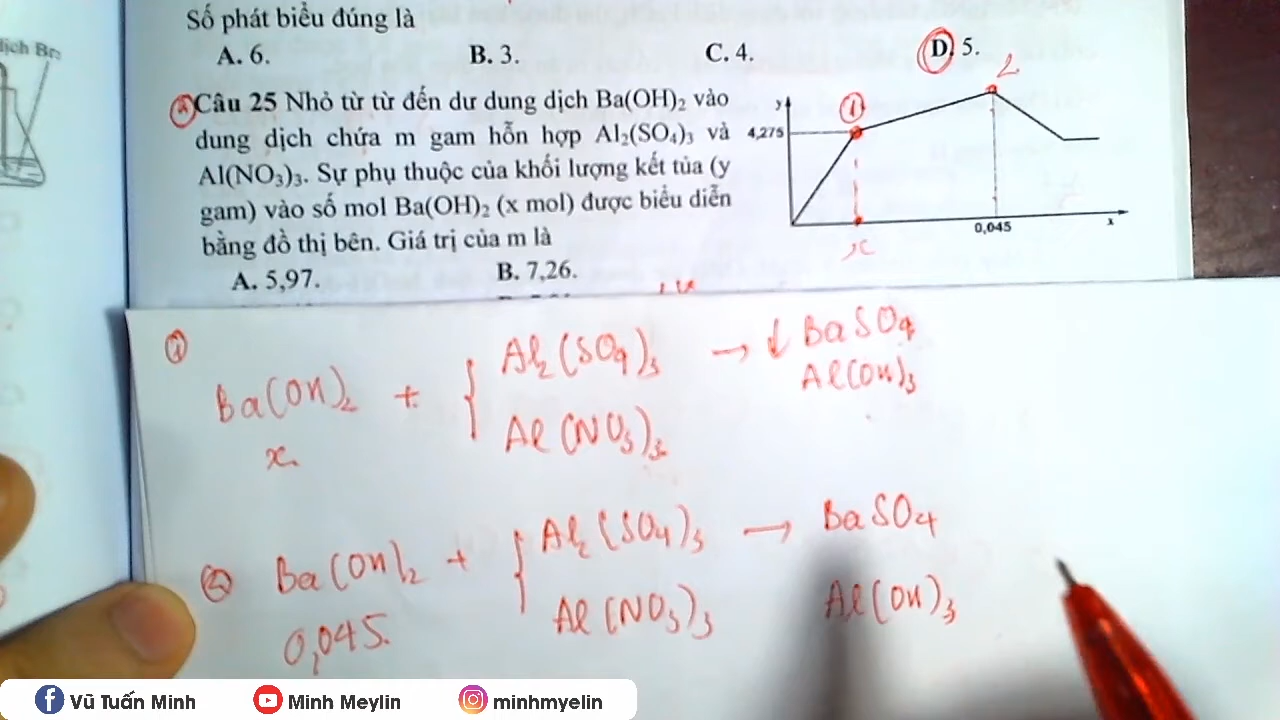 Số phát biểu đúng là
A. 6. B. 3. C. 4. D. 5.
dịch Br₂
Câu 25 Nhỏ từ từ đến dư dung dịch Ba(OH)₂ vào
dung dịch chứa m gam hỗn hợp Al₂(SO₄)₃ và
Al(NO₃)₃. Sự phụ thuộc của khối lượng kết tủa (y
gam) vào số mol Ba(OH)₂ (x mol) được biểu diễn
bằng đồ thị bên. Giá trị của m là
A. 5,97. B. 7,26.
y
4,275
1
2
0,045
x
x
1
Ba(OH)₂ + { Al₂(SO₄)₃ → ↓ BaSO₄
Al(NO₃)₃ Al(OH)₃
x
2 Ba(OH)₂ + { Al₂(SO₄)₃ → BaSO₄
Al(NO₃)₃ Al(OH)₃
0,045.
Vũ Tuấn Minh Minh Meylin minhmyelin